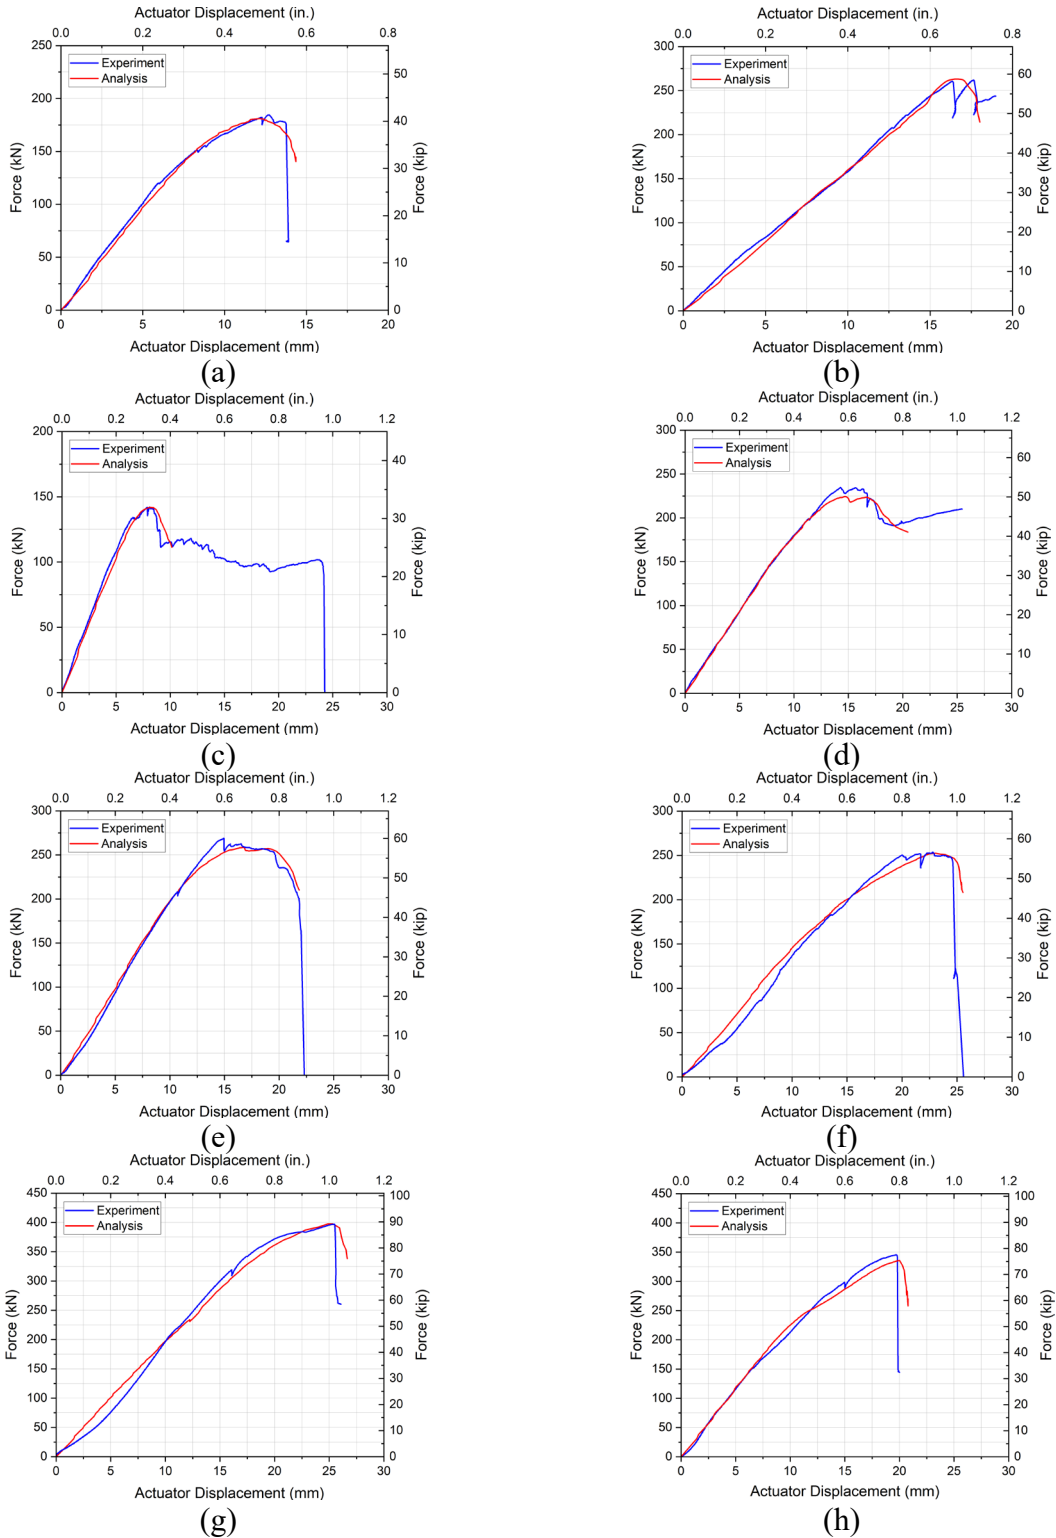 Actuator Displacement (in.)
0.0 0.2 0.4 0.6 0.8
250
200
150
100
50
0
Force (kN)
Experiment
Analysis
50
40
30
20
10
0
Force (kip)
0 5 10 15 20
Actuator Displacement (mm)
(a)
Actuator Displacement (in.)
0.0 0.2 0.4 0.6 0.8
300
250
200
150
100
50
0
Force (kN)
Experiment
Analysis
60
50
40
30
20
10
0
Force (kip)
0 5 10 15 20
Actuator Displacement (mm)
(b)
Actuator Displacement (in.)
0.0 0.2 0.4 0.6 0.8 1.0 1.2
200
150
100
50
0
Force (kN)
Experiment
Analysis
40
30
20
10
0
Force (kip)
0 5 10 15 20 25 30
Actuator Displacement (mm)
(c)
Actuator Displacement (in.)
0.0 0.2 0.4 0.6 0.8 1.0 1.2
300
250
200
150
100
50
0
Force (kN)
Experiment
Analysis
60
50
40
30
20
10
0
Force (kip)
0 5 10 15 20 25 30
Actuator Displacement (mm)
(d)
Actuator Displacement (in.)
0.0 0.2 0.4 0.6 0.8 1.0 1.2
300
250
200
150
100
50
0
Force (kN)
Experiment
Analysis
60
50
40
30
20
10
0
Force (kip)
0 5 10 15 20 25 30
Actuator Displacement (mm)
(e)
Actuator Displacement (in.)
0.0 0.2 0.4 0.6 0.8 1.0 1.2
300
250
200
150
100
50
0
Force (kN)
Experiment
Analysis
60
50
40
30
20
10
0
Force (kip)
0 5 10 15 20 25 30
Actuator Displacement (mm)
(f)
Actuator Displacement (in.)
0.0 0.2 0.4 0.6 0.8 1.0 1.2
450
400
350
300
250
200
150
100
50
0
Force (kN)
Experiment
Analysis
100
90
80
70
60
50
40
30
20
10
0
Force (kip)
0 5 10 15 20 25 30
Actuator Displacement (mm)
(g)
Actuator Displacement (in.)
0.0 0.2 0.4 0.6 0.8 1.0 1.2
450
400
350
300
250
200
150
100
50
0
Force (kN)
Experiment
Analysis
100
90
80
70
60
50
40
30
20
10
0
Force (kip)
0 5 10 15 20 25 30
Actuator Displacement (mm)
(h)